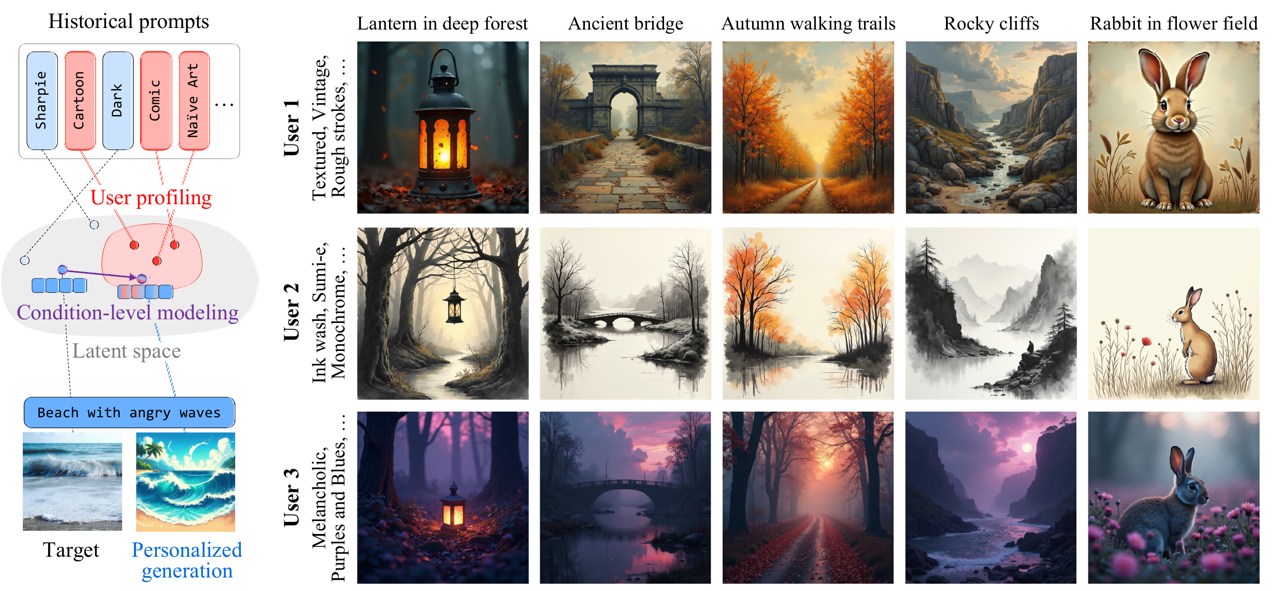 Historical prompts
Sharpie
Cartoon
Dark
Comic
Naïve Art
...
User profiling
Condition-level modeling
Latent space
Beach with angry waves
Target
Personalized
generation
Lantern in deep forest
Ancient bridge
Autumn walking trails
Rocky cliffs
Rabbit in flower field
User 1
Textured, Vintage,
Rough strokes, ...
User 2
Ink wash, Sumi-e,
Monochrome, ...
User 3
Melancholic,
Purples and Blues, ...